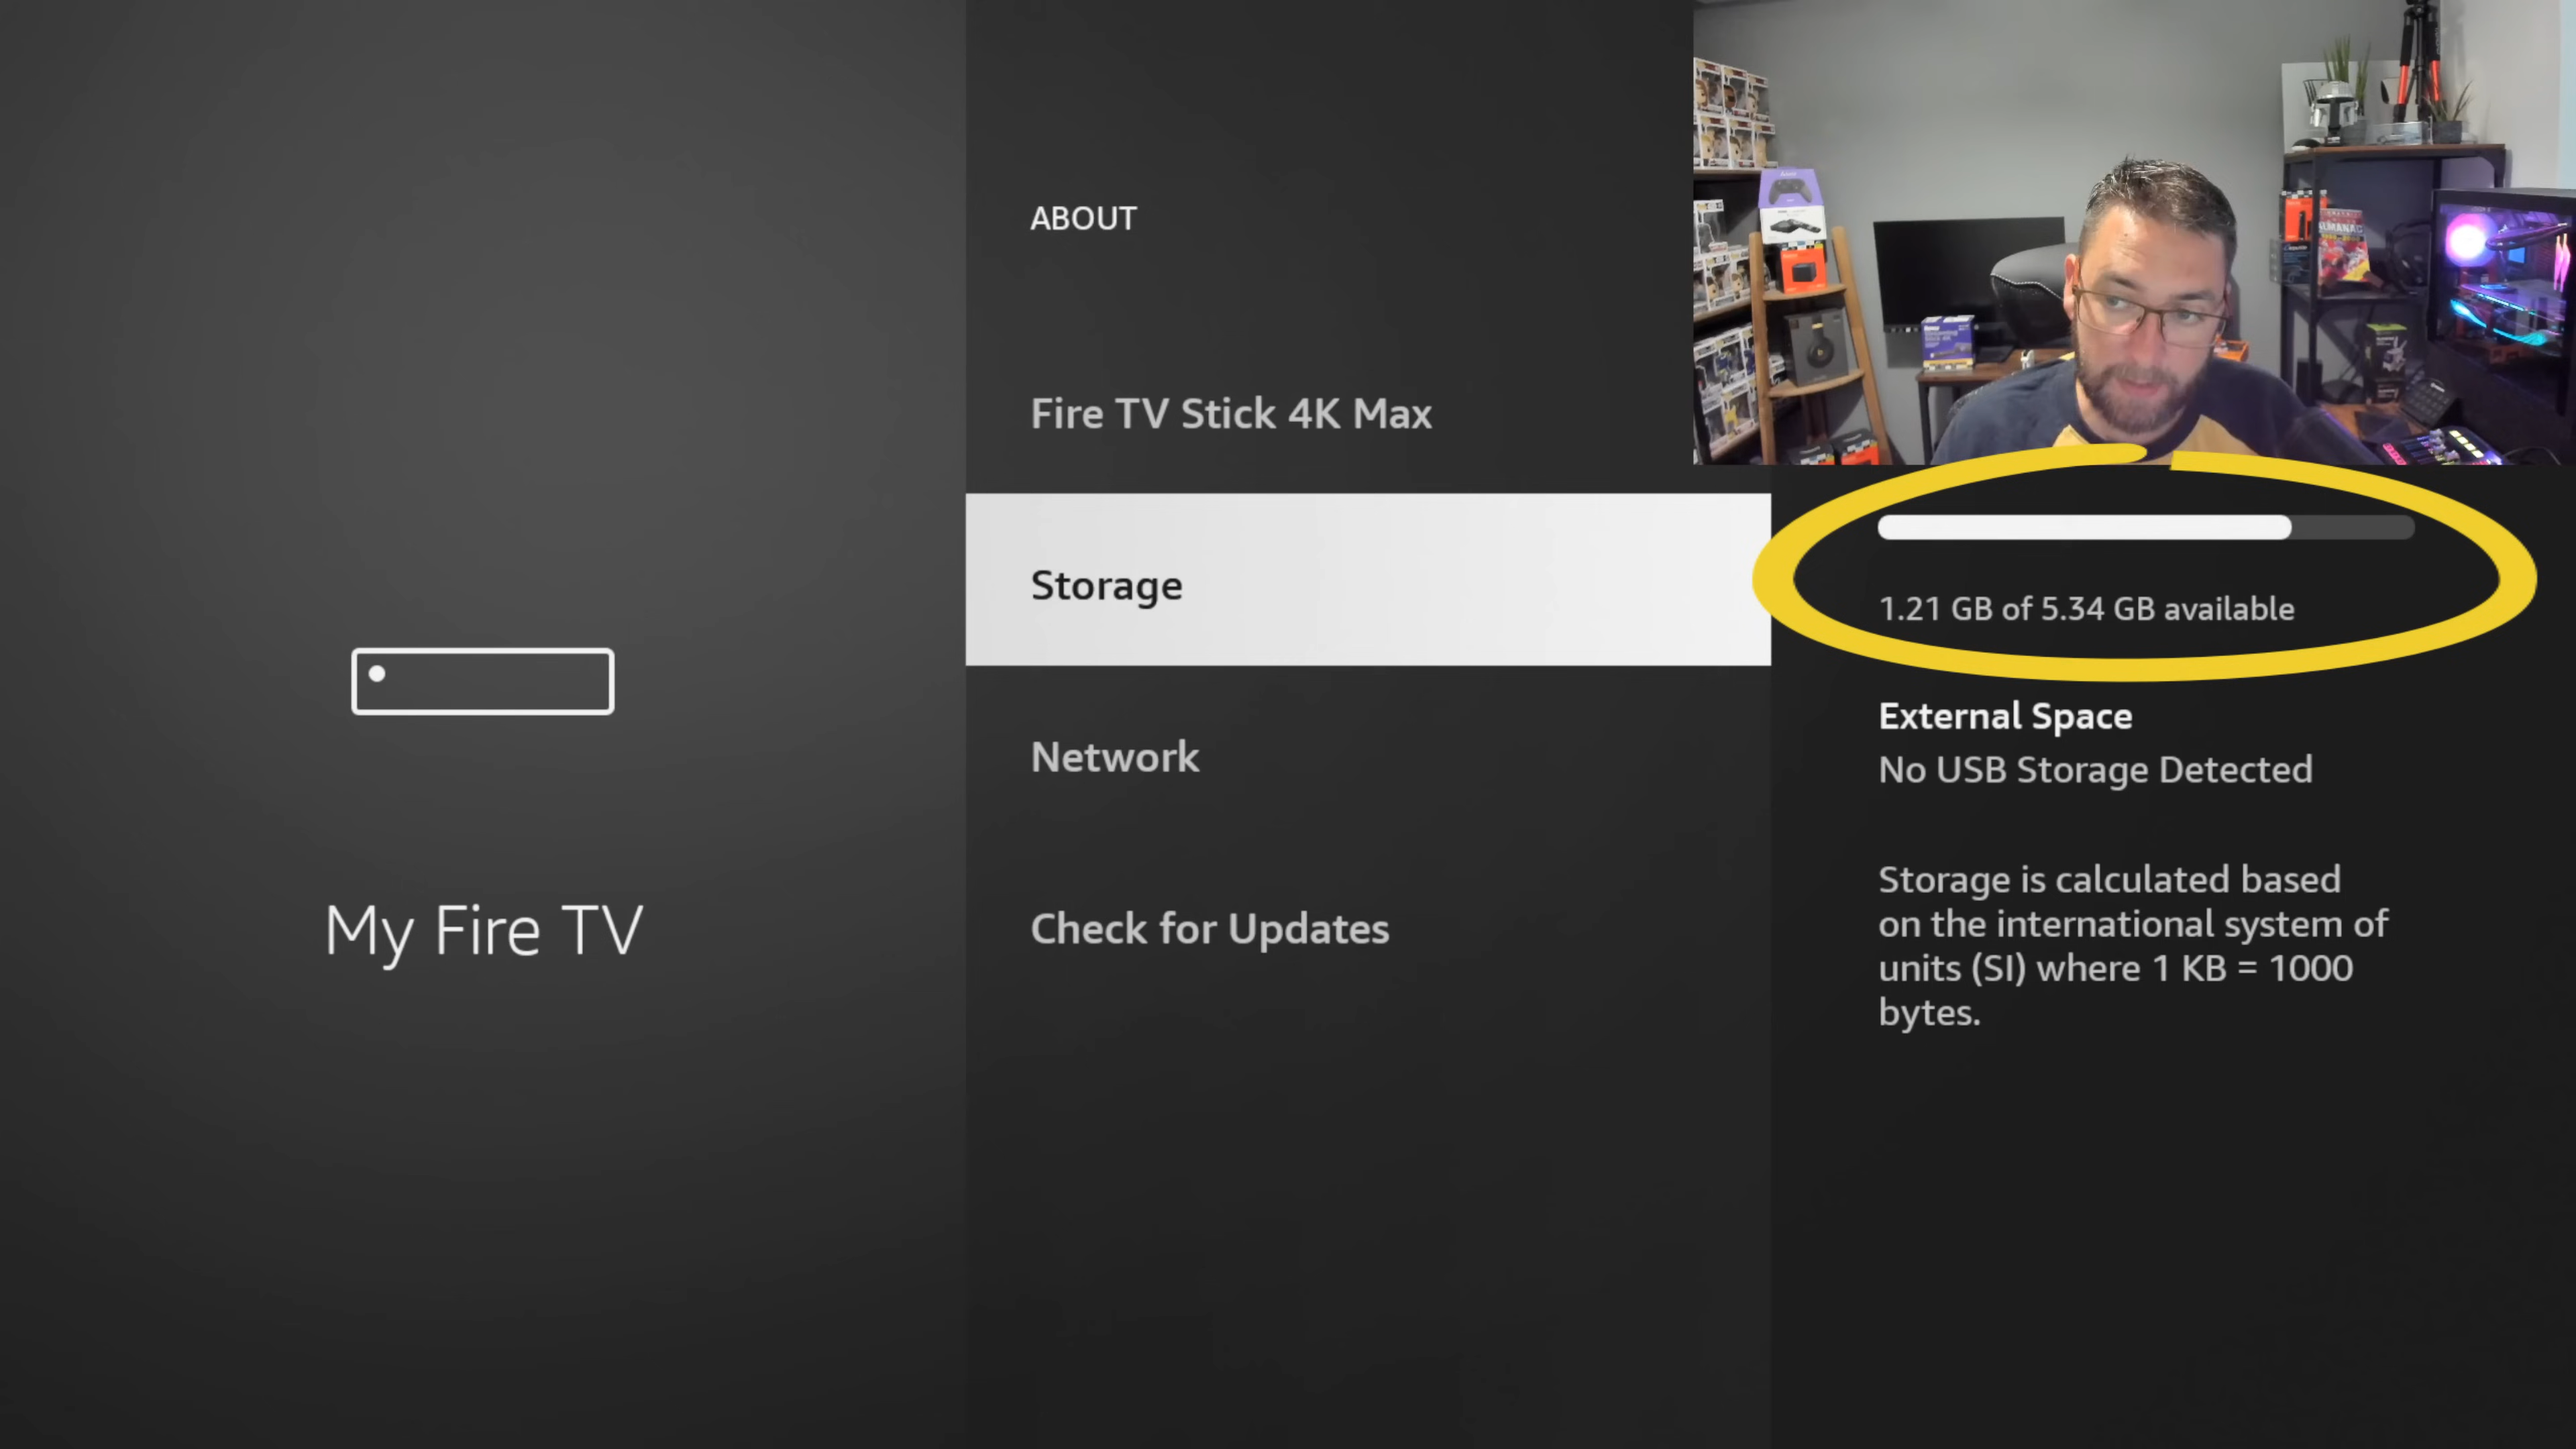 ABOUT
Fire TV Stick 4K Max
Storage
Network
Check for Updates
My Fire TV
1.21 GB of 5.34 GB available
External Space
No USB Storage Detected
Storage is calculated based
on the international system of
units (SI) where 1 KB = 1000
bytes.
ALMANAC